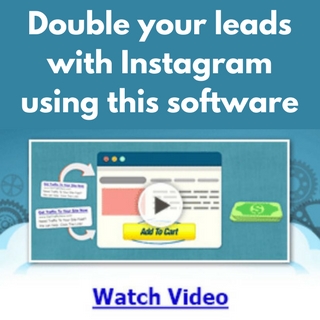 Double your leads
with Instagram
using this software
Add To Cart
Watch Video